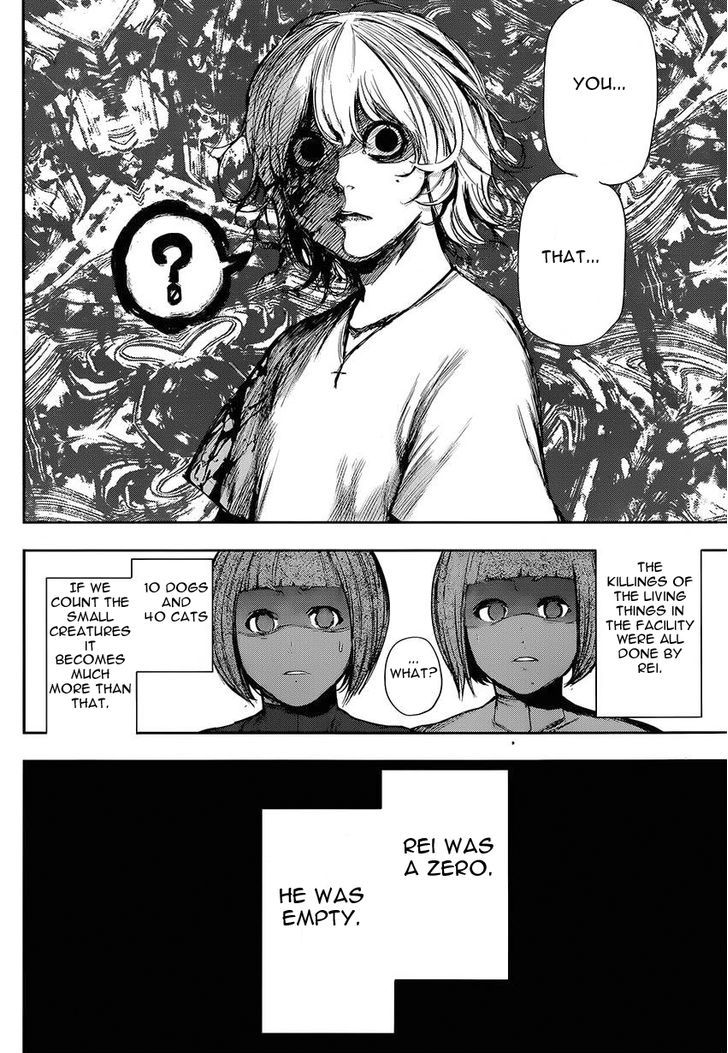 YOU...
THAT...
?
0
THE
KILLINGS OF
THE LIVING
THINGS IN
THE FACILITY
WERE ALL
DONE BY
REI.
...
WHAT?
10 DOGS
AND
40 CATS
IF WE
COUNT THE
SMALL
CREATURES
IT
BECOMES
MUCH
MORE THAN
THAT.
REI WAS
A ZERO.
HE WAS
EMPTY.